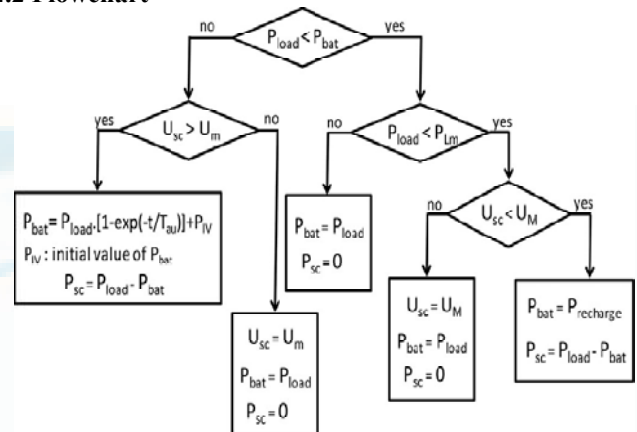 no
P_load < P_bat
yes
yes
U_sc > U_m
no
no
P_load < P_Lm
yes
P_bat = P_load.[1-exp(-t/T_au)]+P_IV
P_IV : initial value of P_bat
P_sc = P_load - P_bat
P_bat = P_load
P_sc = 0
no
U_sc < U_M
yes
U_sc = U_m
P_bat = P_load
P_sc = 0
U_sc = U_M
P_bat = P_load
P_sc = 0
P_bat = P_recharge
P_sc = P_load - P_bat